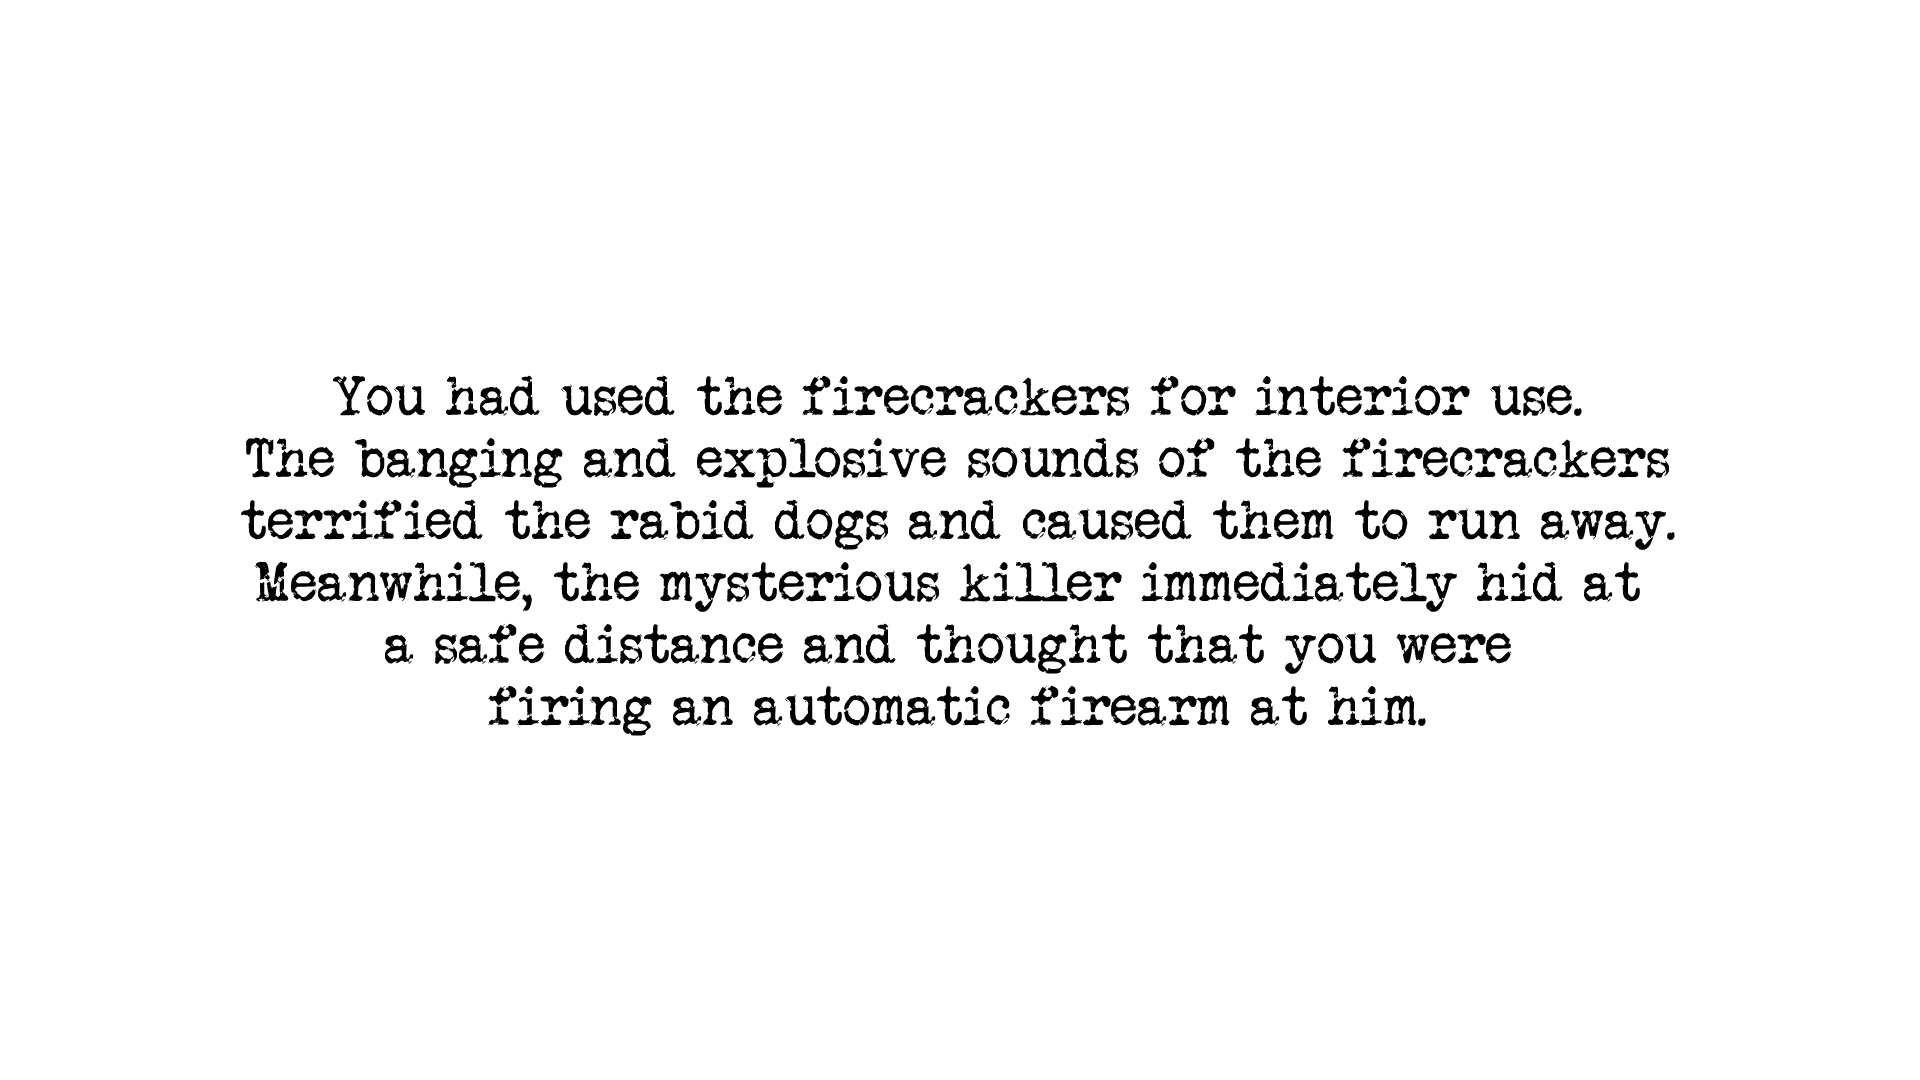 You had used the firecrackers for interior use.
The banging and explosive sounds of the firecrackers
terrified the rabid dogs and caused them to run away.
Meanwhile, the mysterious killer immediately hid at
a safe distance and thought that you were
firing an automatic firearm at him.